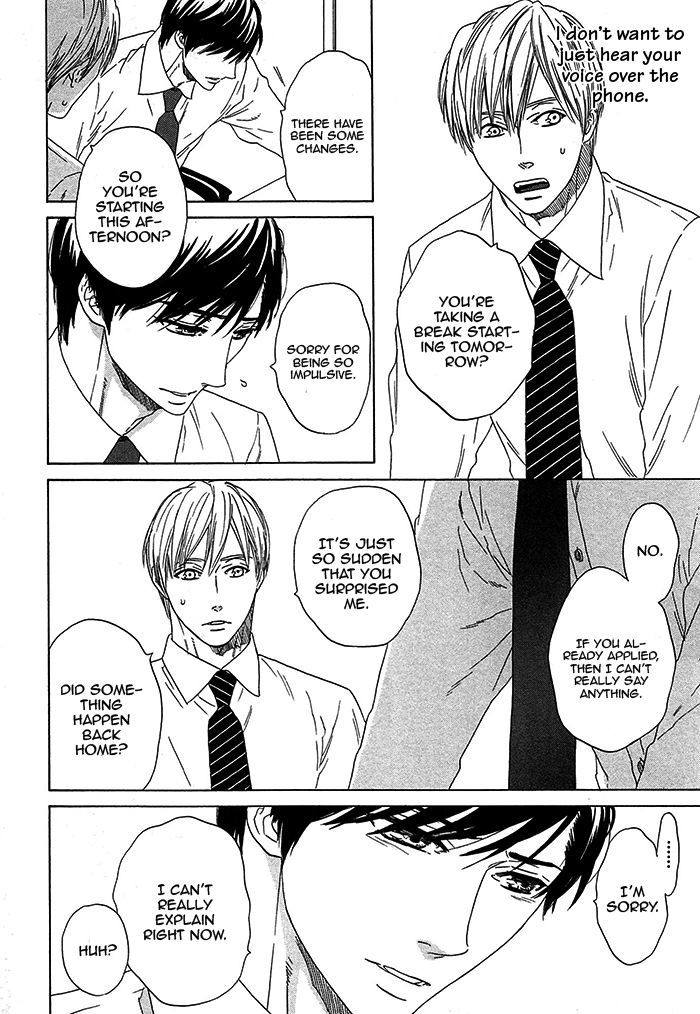 I don't want to
just hear your
voice over the
phone.
YOU'RE
TAKING A
BREAK START-
ING TOMOR-
ROW?
THERE HAVE
BEEN SOME
CHANGES.
SO
YOU'RE
STARTING
THIS AF-
TERNOON?
SORRY FOR
BEING SO
IMPULSIVE.
NO.
IF YOU AL-
READY APPLIED,
THEN I CAN'T
REALLY SAY
ANYTHING.
IT'S JUST
SO SUDDEN
THAT YOU
SURPRISED
ME.
DID SOME-
THING
HAPPEN
BACK
HOME?
......
I'M
SORRY.
I CAN'T
REALLY
EXPLAIN
RIGHT NOW.
HUH?